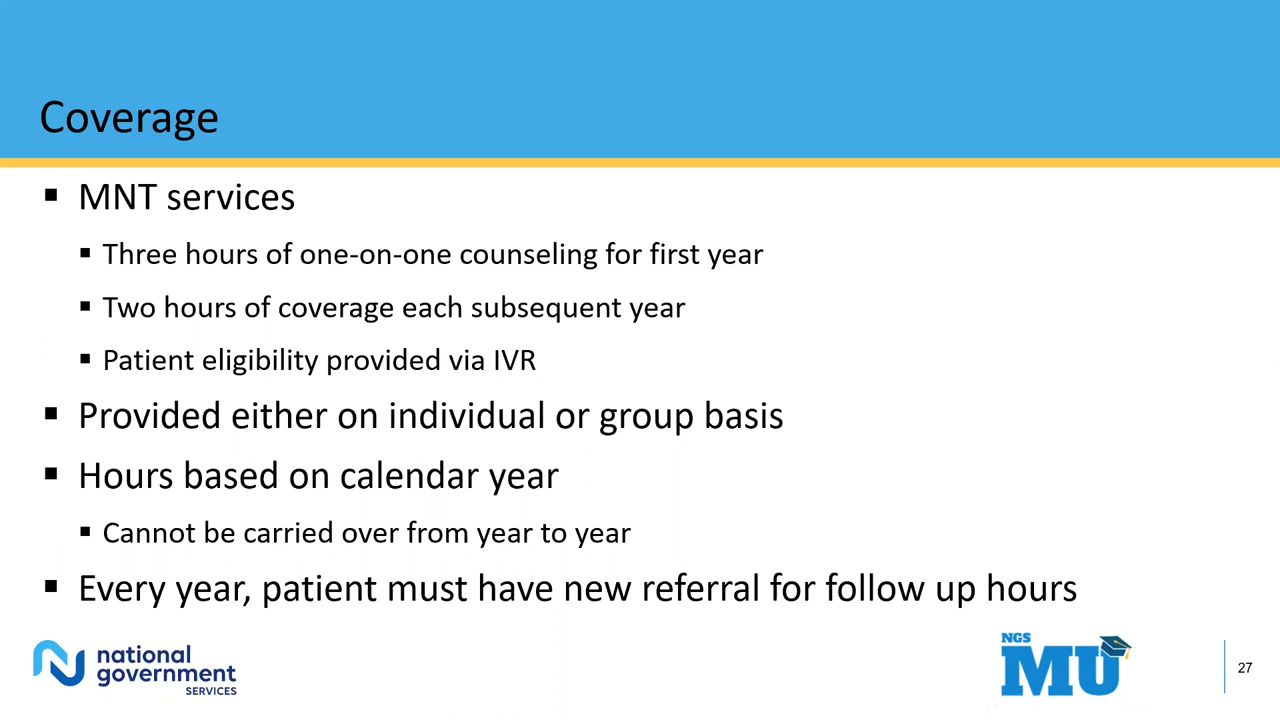 Coverage
▪ MNT services
▪ Three hours of one-on-one counseling for first year
▪ Two hours of coverage each subsequent year
▪ Patient eligibility provided via IVR
▪ Provided either on individual or group basis
▪ Hours based on calendar year
▪ Cannot be carried over from year to year
▪ Every year, patient must have new referral for follow up hours
national
government
SERVICES
NGS
MU
27